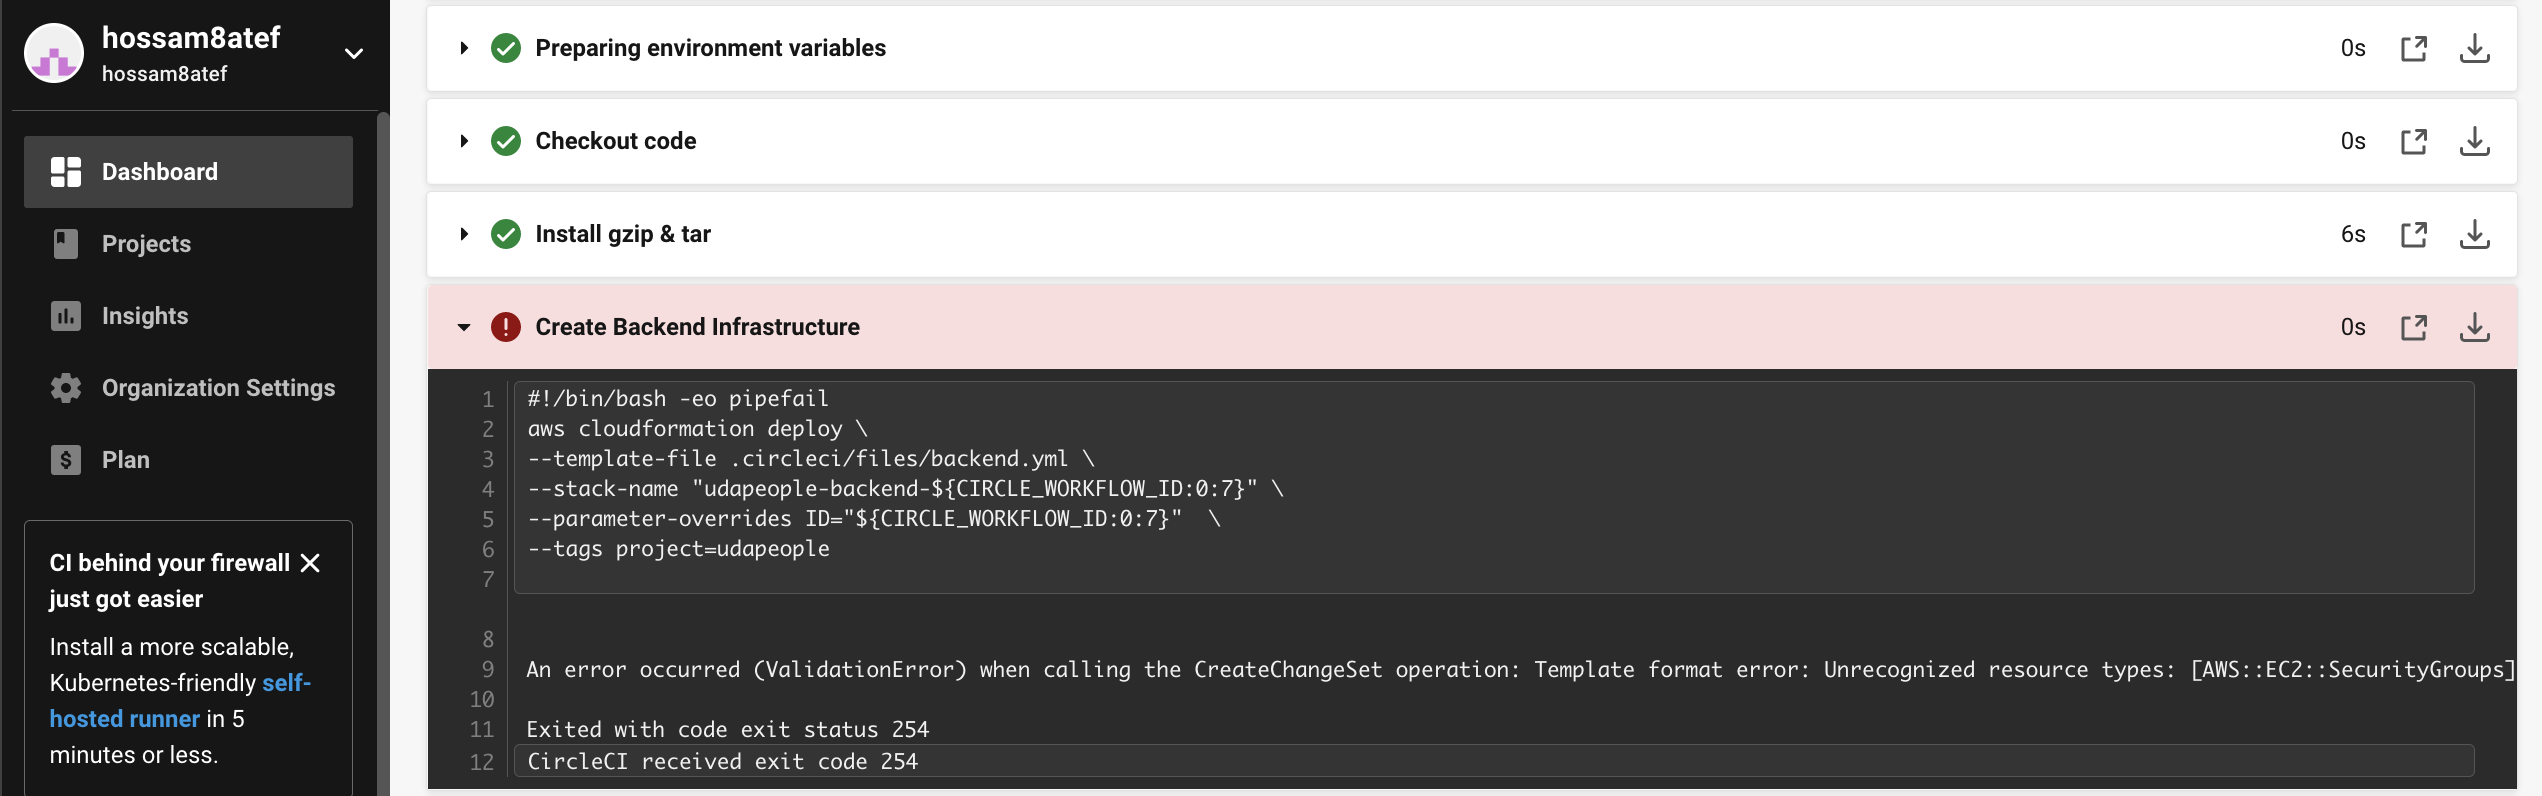 hossam8atef
hossam8atef
Dashboard
Projects
Insights
Organization Settings
Plan
CI behind your firewall
just got easier
Install a more scalable,
Kubernetes-friendly self-
hosted runner in 5
minutes or less.
Preparing environment variables 0s
Checkout code 0s
Install gzip & tar 6s
Create Backend Infrastructure 0s
1 #!/bin/bash -eo pipefail
2 aws cloudformation deploy \
3 --template-file .circleci/files/backend.yml \
4 --stack-name "udapeople-backend-${CIRCLE_WORKFLOW_ID:0:7}" \
5 --parameter-overrides ID="${CIRCLE_WORKFLOW_ID:0:7}"  \
6 --tags project=udapeople
7
8
9 An error occurred (ValidationError) when calling the CreateChangeSet operation: Template format error: Unrecognized resource types: [AWS::EC2::SecurityGroups]
10
11 Exited with code exit status 254
12 CircleCI received exit code 254